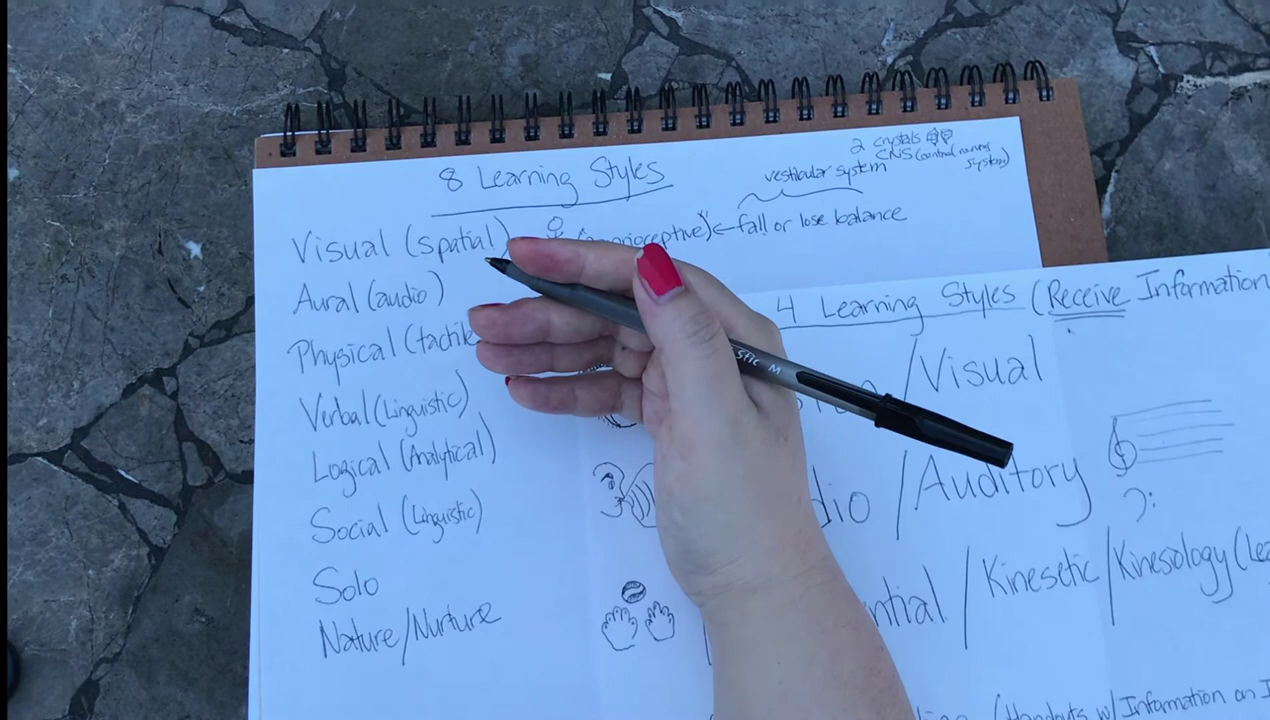 8 Learning Styles
2 crystals
CNS (central nervous system)
vestibular system
Visual (spatial)
← fall or lose balance
Aural (audio)
Physical (tactile
Verbal (Linguistic)
Logical (Analytical)
Social (Linguistic)
Solo
Nature/Nurture
4 Learning Styles (Receive Information
/Visual
/Auditory
/Kinesetic /Kinesiology
(Handouts w/Information on
stic M